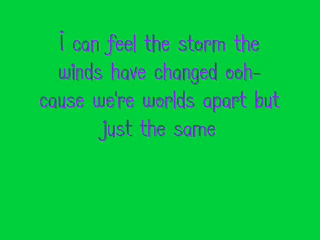 I can feel the storm the
winds have changed ooh-
cause we're worlds apart but
just the same